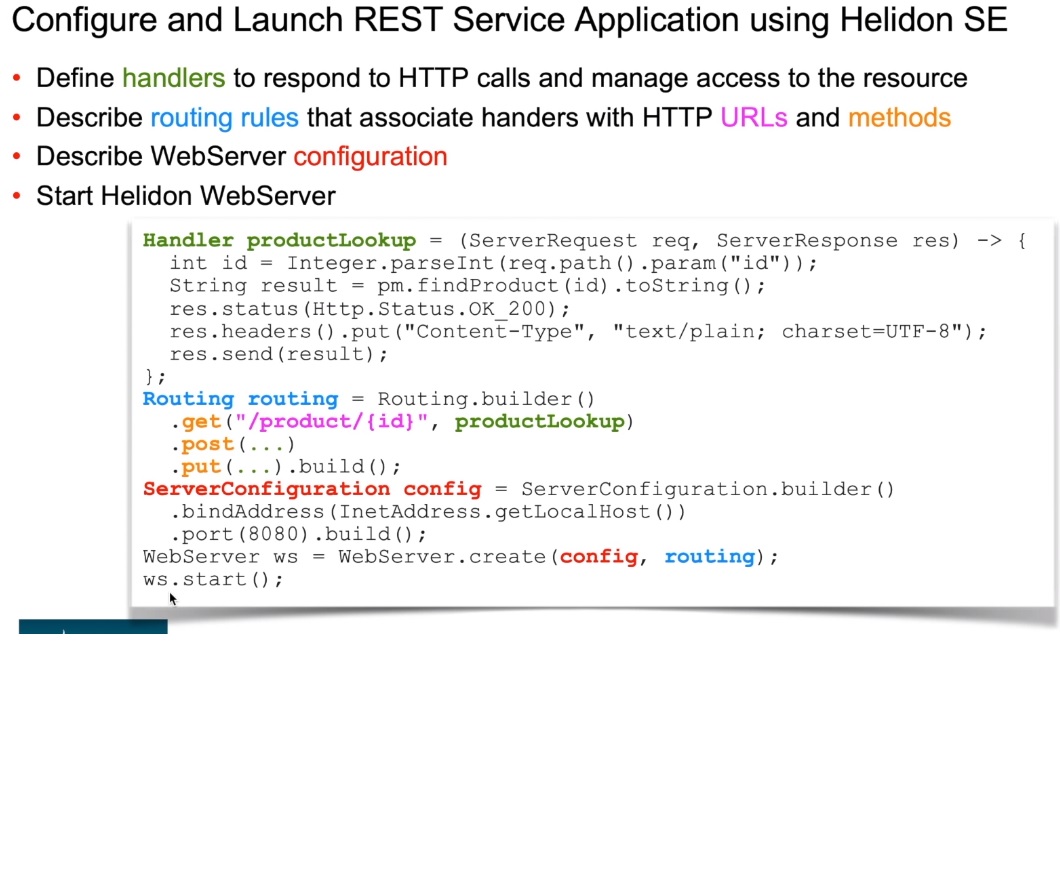 Configure and Launch REST Service Application using Helidon SE
• Define handlers to respond to HTTP calls and manage access to the resource
• Describe routing rules that associate handers with HTTP URLs and methods
• Describe WebServer configuration
• Start Helidon WebServer
Handler productLookup = (ServerRequest req, ServerResponse res) -> {
  int id = Integer.parseInt(req.path().param("id"));
  String result = pm.findProduct(id).toString();
  res.status(Http.Status.OK_200);
  res.headers().put("Content-Type", "text/plain; charset=UTF-8");
  res.send(result);
};
Routing routing = Routing.builder()
  .get("/product/{id}", productLookup)
  .post(...)
  .put(...).build();
ServerConfiguration config = ServerConfiguration.builder()
  .bindAddress(InetAddress.getLocalHost())
  .port(8080).build();
WebServer ws = WebServer.create(config, routing);
ws.start();